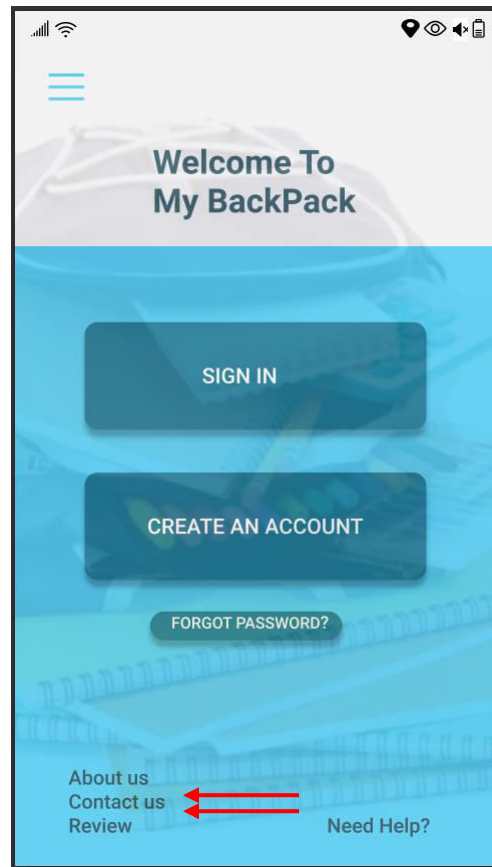 Welcome To
My BackPack
SIGN IN
CREATE AN ACCOUNT
FORGOT PASSWORD?
About us
Contact us
Review
Need Help?